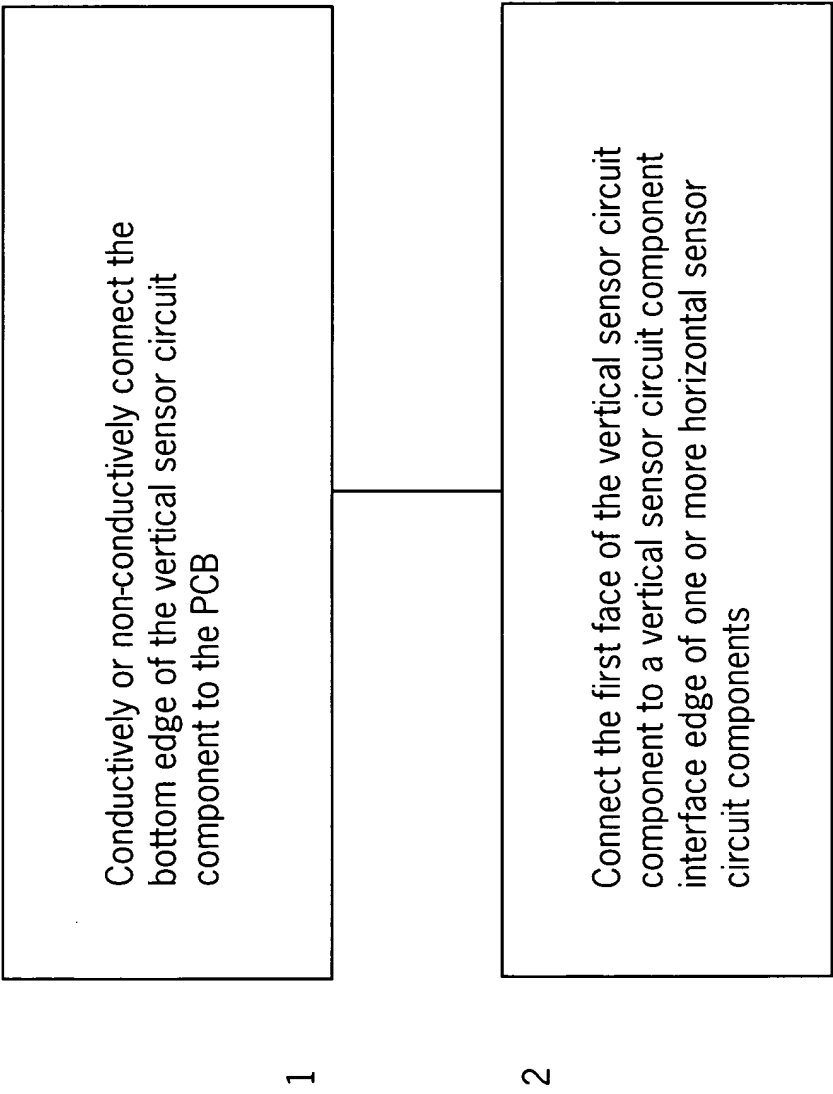 1
Conductively or non-conductively connect the
bottom edge of the vertical sensor circuit
component to the PCB
2
Connect the first face of the vertical sensor circuit
component to a vertical sensor circuit component
interface edge of one or more horizontal sensor
circuit components